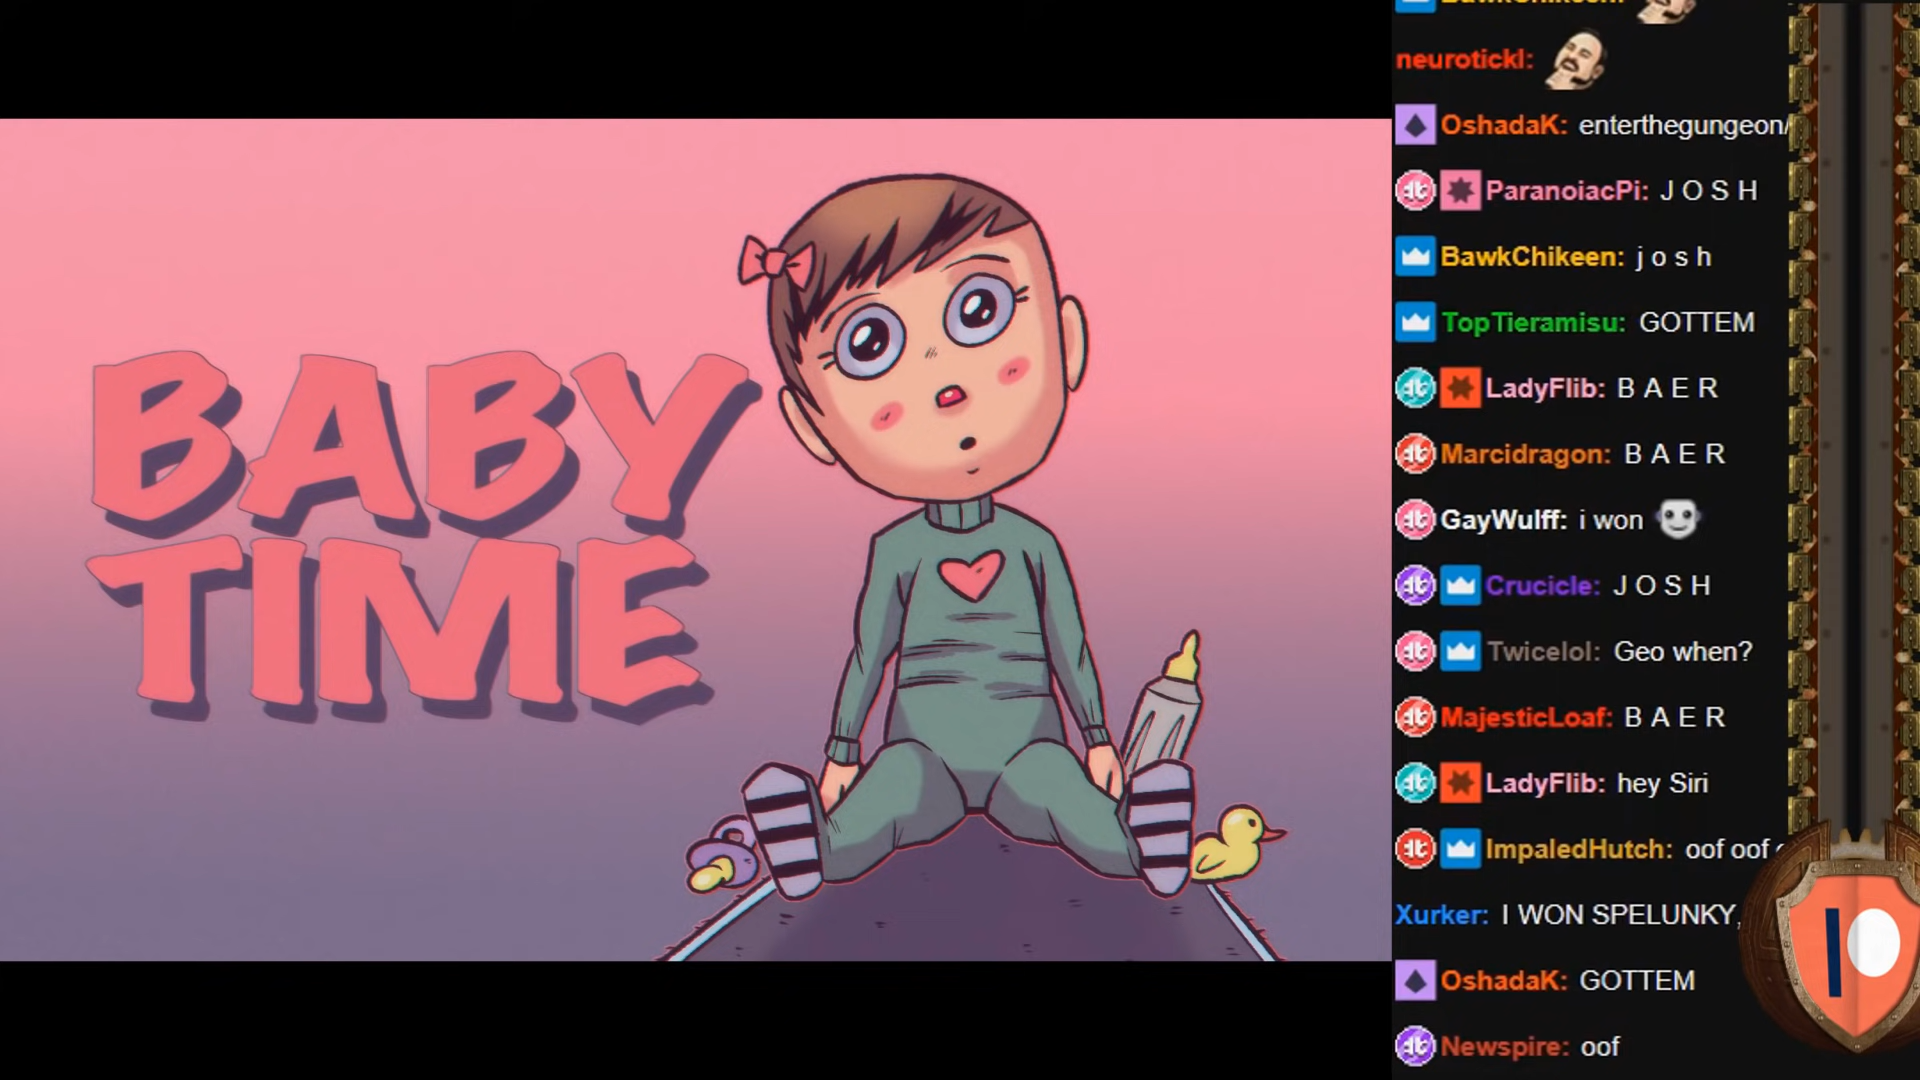 BABY
TIME
neurotickl:
OshadaK: enterthegungeon/
ParanoiacPi: J O S H
BawkChikeen: j o s h
TopTieramisu: GOTTEM
LadyFlib: B A E R
Marcidragon: B A E R
GayWulff: i won
Crucicle: J O S H
Twicelol: Geo when?
MajesticLoaf: B A E R
LadyFlib: hey Siri
ImpaledHutch: oof oof
Xurker: I WON SPELUNKY,
OshadaK: GOTTEM
Newspire: oof